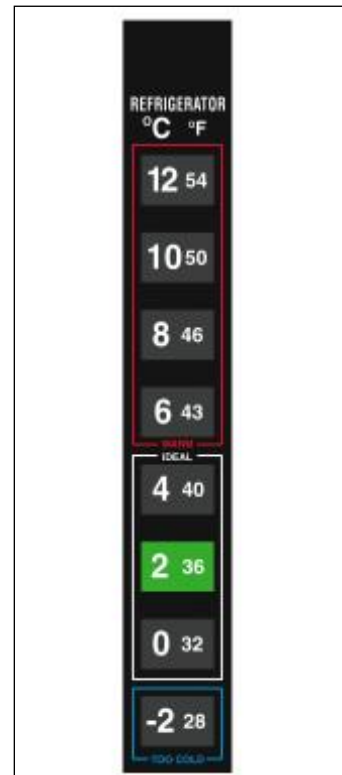 REFRIGERATOR
°C °F
12 54
10 50
8 46
6 43
WARM
IDEAL
4 40
2 36
0 32
-2 28
TOO COLD